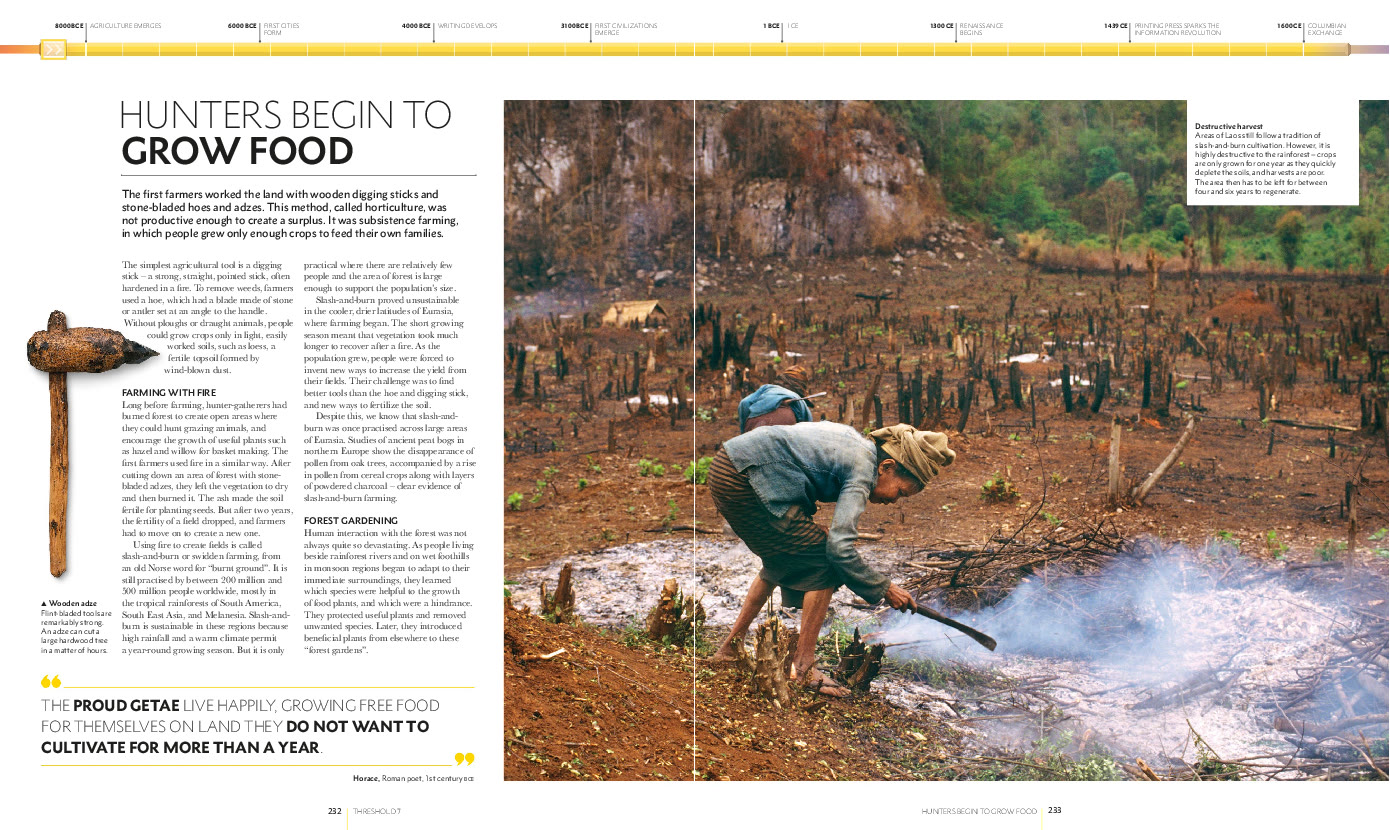 8000 BCE AGRICULTURE EMERGES
6000 BCE FIRST CITIES
FORM
4000 BCE WRITING DEVELOPS
3100 BCE FIRST CIVILIZATIONS
EMERGE
1 BCE 1 CE
1300 CE RENAISSANCE
BEGINS
1439 CE PRINTING PRESS SPARKS THE
INFORMATION REVOLUTION
1600 CE COLUMBIAN
EXCHANGE
HUNTERS BEGIN TO
GROW FOOD
The first farmers worked the land with wooden digging sticks and
stone-bladed hoes and adzes. This method, called horticulture, was
not productive enough to create a surplus. It was subsistence farming,
in which people grew only enough crops to feed their own families.
The simplest agricultural tool is a digging
stick – a strong, straight, pointed stick, often
hardened in a fire. To remove weeds, farmers
used a hoe, which had a blade made of stone
or antler set at an angle to the handle.
Without ploughs or draught animals, people
could grow crops only in light, easily
worked soils, such as loess, a
fertile topsoil formed by
wind-blown dust.
FARMING WITH FIRE
Long before farming, hunter-gatherers had
burned forest to create open areas where
they could hunt grazing animals, and
encourage the growth of useful plants such
as hazel and willow for basket making. The
first farmers used fire in a similar way. After
cutting down an area of forest with stone-
bladed adzes, they left the vegetation to dry
and then burned it. The ash made the soil
fertile for planting seeds. But after two years,
the fertility of a field dropped, and farmers
had to move on to create a new one.
Using fire to create fields is called
slash-and-burn or swidden farming, from
an old Norse word for “burnt ground”. It is
still practised by between 200 million and
500 million people worldwide, mostly in
the tropical rainforests of South America,
South East Asia, and Melanesia. Slash-and-
burn is sustainable in these regions because
high rainfall and a warm climate permit
a year-round growing season. But it is only
practical where there are relatively few
people and the area of forest is large
enough to support the population’s size.
Slash-and-burn proved unsustainable
in the cooler, drier latitudes of Eurasia,
where farming began. The short growing
season meant that vegetation took much
longer to recover after a fire. As the
population grew, people were forced to
invent new ways to increase the yield from
their fields. Their challenge was to find
better tools than the hoe and digging stick,
and new ways to fertilize the soil.
Despite this, we know that slash-and-
burn was once practised across large areas
of Eurasia. Studies of ancient peat bogs in
northern Europe show the disappearance of
pollen from oak trees, accompanied by a rise
in pollen from cereal crops along with layers
of powdered charcoal – clear evidence of
slash-and-burn farming.
FOREST GARDENING
Human interaction with the forest was not
always quite so devastating. As people living
beside rainforest rivers and on wet foothills
in monsoon regions began to adapt to their
immediate surroundings, they learned
which species were helpful to the growth
of food plants, and which were a hindrance.
They protected useful plants and removed
unwanted species. Later, they introduced
beneficial plants from elsewhere to these
“forest gardens”.
▲ Wooden adze
Flint-bladed tools are
remarkably strong.
An adze can cut a
large hardwood tree
in a matter of hours.
“
THE PROUD GETAE LIVE HAPPILY, GROWING FREE FOOD
FOR THEMSELVES ON LAND THEY DO NOT WANT TO
CULTIVATE FOR MORE THAN A YEAR.
”
Horace, Roman poet, 1st century BCE
Destructive harvest
Areas of Laos still follow a tradition of
slash-and-burn cultivation. However, it is
highly destructive to the rainforest – crops
are only grown for one year as they quickly
deplete the soils, and harvests are poor.
The area then has to be left for between
four and six years to regenerate.
232 THRESHOLD 7
HUNTERS BEGIN TO GROW FOOD 233